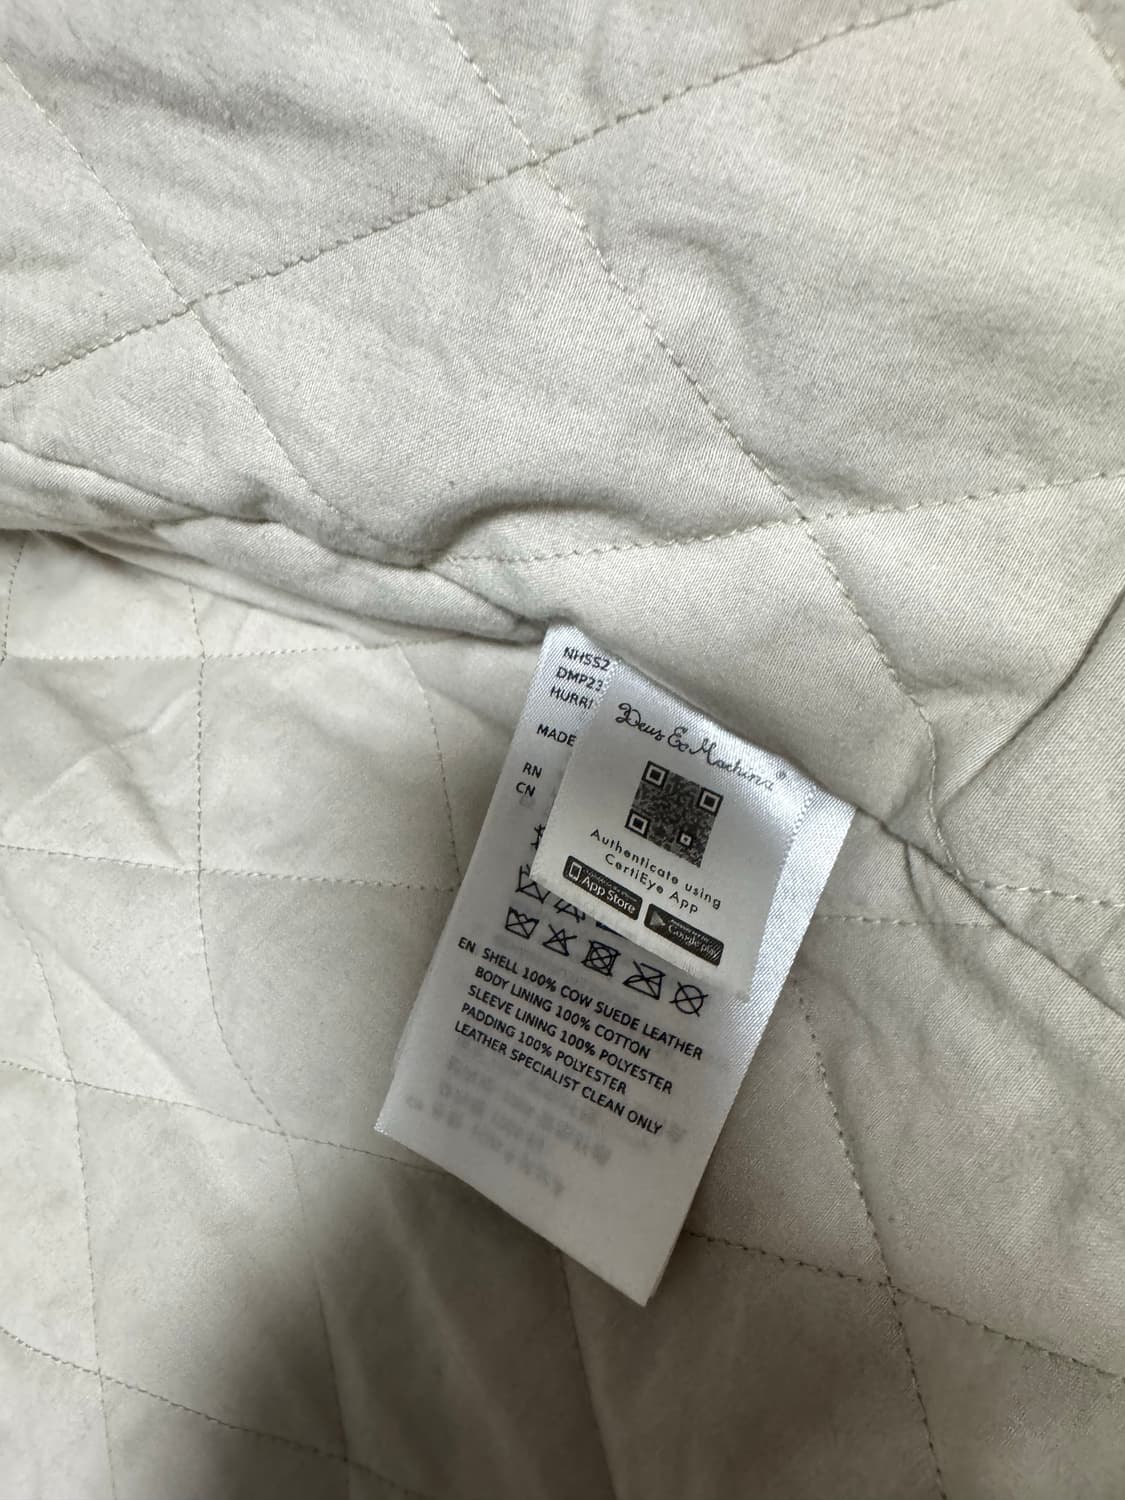 NHSS2
DMP23
HURRI
MADE
RN
CN
Deus Ex Machina®
Authenticate using
CertiEye App
App Store
Google play
EN SHELL 100% COW SUEDE LEATHER
BODY LINING 100% COTTON
SLEEVE LINING 100% POLYESTER
PADDING 100% POLYESTER
LEATHER SPECIALIST CLEAN ONLY